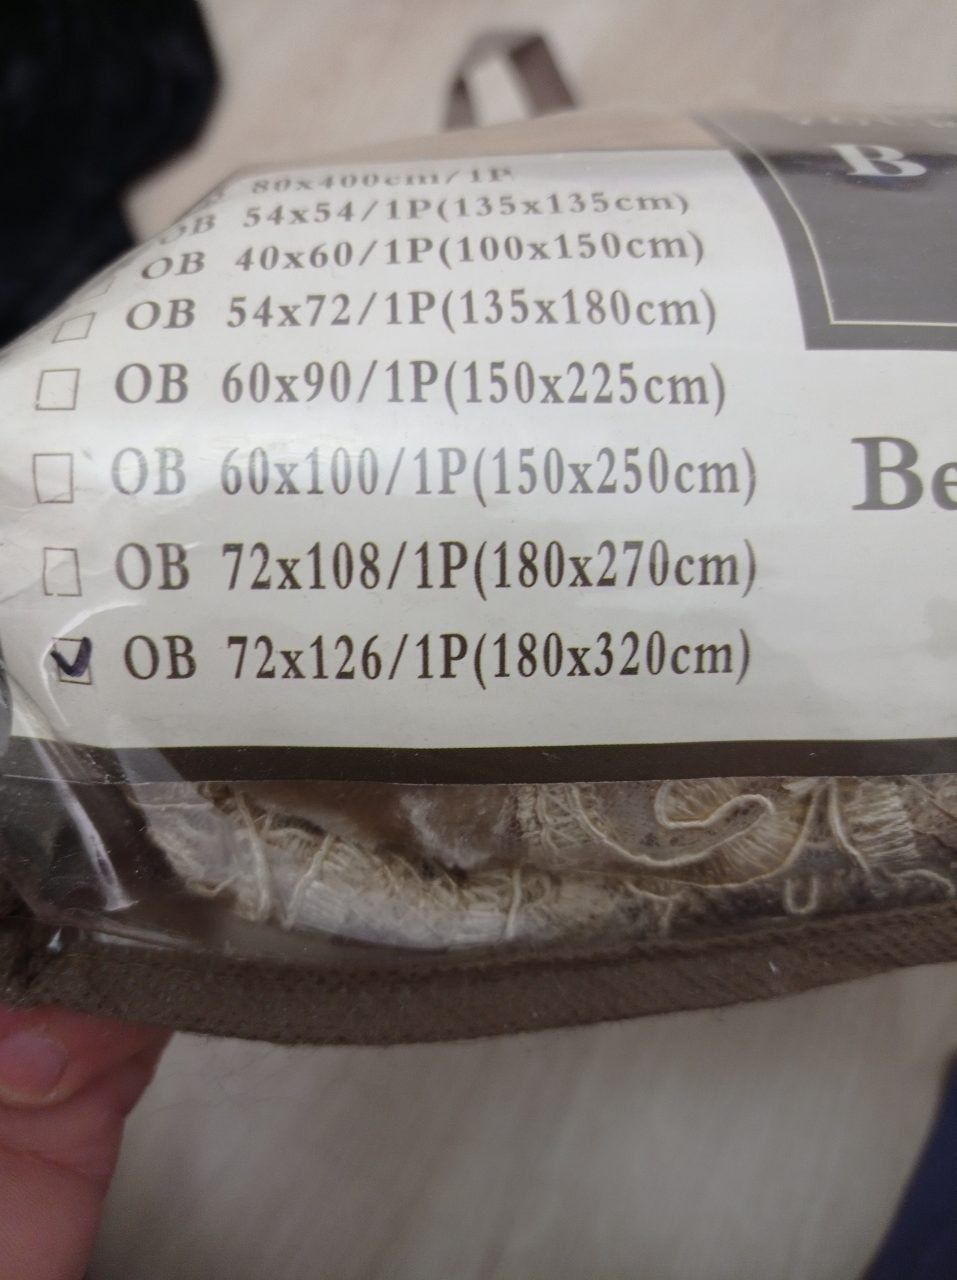 80x400cm/1P
OB 54x54/1P(135x135cm)
OB 40x60/1P(100x150cm)
OB 54x72/1P(135x180cm)
OB 60x90/1P(150x225cm)
OB 60x100/1P(150x250cm)
OB 72x108/1P(180x270cm)
OB 72x126/1P(180x320cm)
B
Be